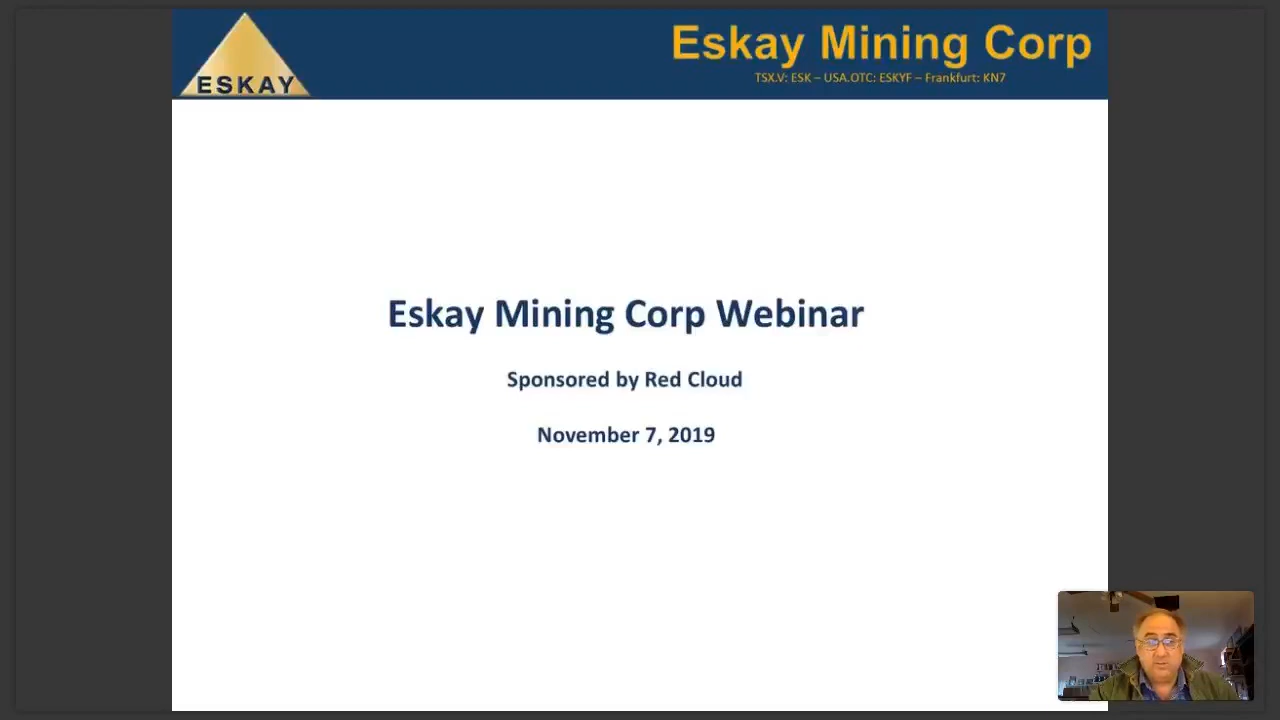 ESKAY
Eskay Mining Corp
TSX.V: ESK – USA.OTC: ESKYF – Frankfurt: KN7
Eskay Mining Corp Webinar
Sponsored by Red Cloud
November 7, 2019